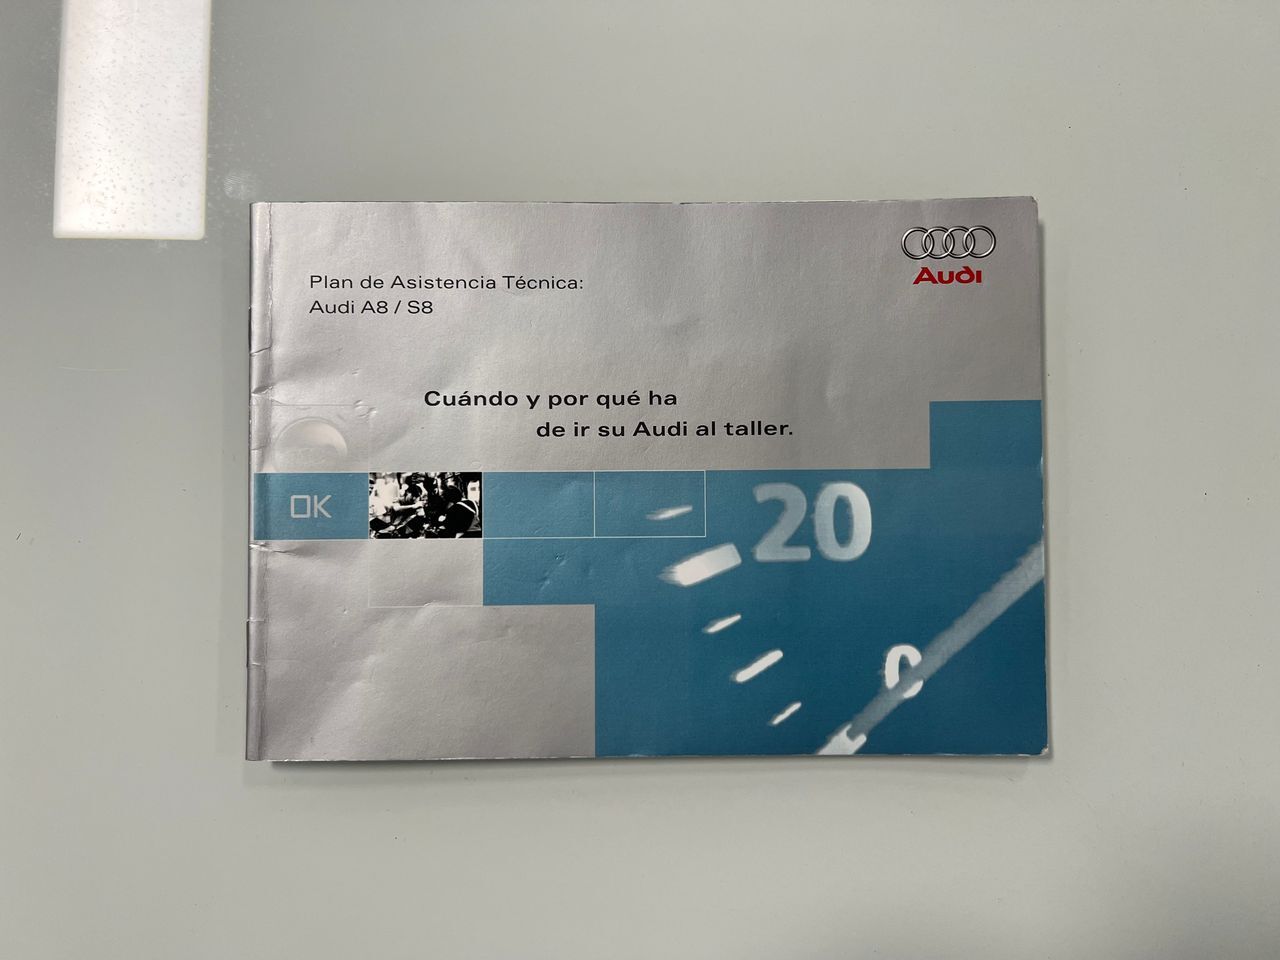 Audi
Plan de Asistencia Técnica:
Audi A8 / S8
Cuándo y por qué ha
de ir su Audi al taller.
OK
20
0